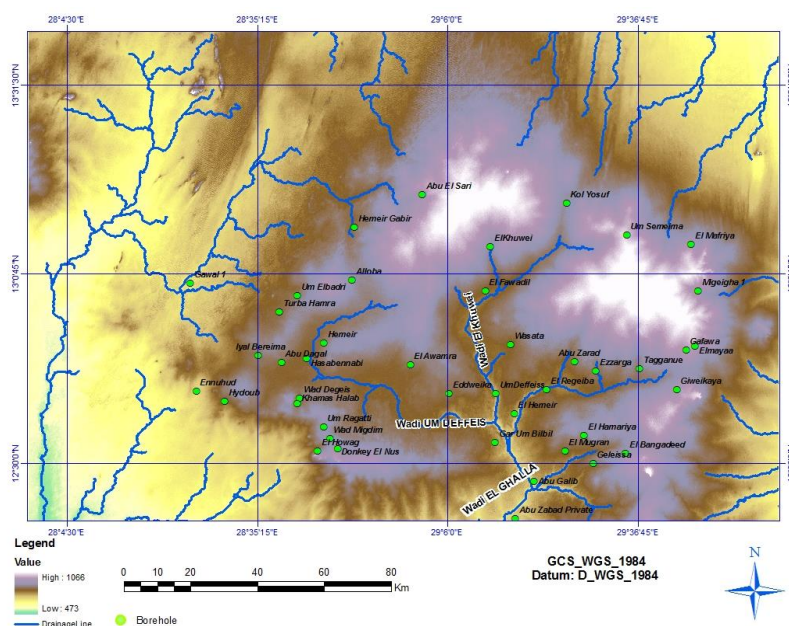 28°4'30"E 28°35'15"E 29°6'0"E 29°36'45"E
13°31'30"N
Abu El Sari
Kol Yosuf
Hemeir Gabir
Um Semeima
El Mafriya
ElKhuwei
13°0'45"N
Gawal 1
Alloba
Um Elbadri
El Fawadil
Migeigha 1
Turba Hamra
Wadi El Khuwei
Hemeir
Wasata
Gafawa
Elmayaa
Iyal Bereima
Abu Dagal
Hasabennabi
El Awamra
Abu Zarad
Ezzarga
Tagganue
Ennuhud
Hydoub
Wad Degeis
Khamas Halab
Eddweika
UmDeffeiss
El Regeiba
Giweikaya
El Hemeir
Um Ragatti
Wadi UM DEFFEIS
Wad Migdim
El Hamariya
El Howag
Donkey El Nus
Gar Um Bilbil
El Mugran
El Bangadeed
12°30'0"N
Geleissa
Wadi EL GHALLA
Abu Galib
Abu Zabad Private
28°4'30"E 28°35'15"E 29°6'0"E 29°36'45"E
Legend
Value
High : 1066
Low : 473
DrainageLine
Borehole
0 10 20 40 60 80
Km
GCS_WGS_1984
Datum: D_WGS_1984
N